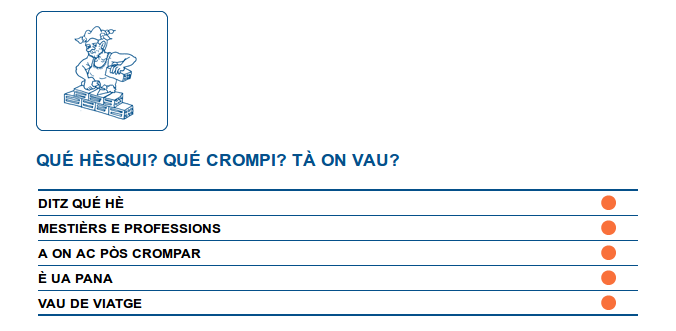 QUÉ HÈSQUI? QUÉ CROMPI? TÀ ON VAU?
DITZ QUÉ HÈ
MESTIÈRS E PROFESSIONS
A ON AC PÒS CROMPAR
È UA PANA
VAU DE VIATGE